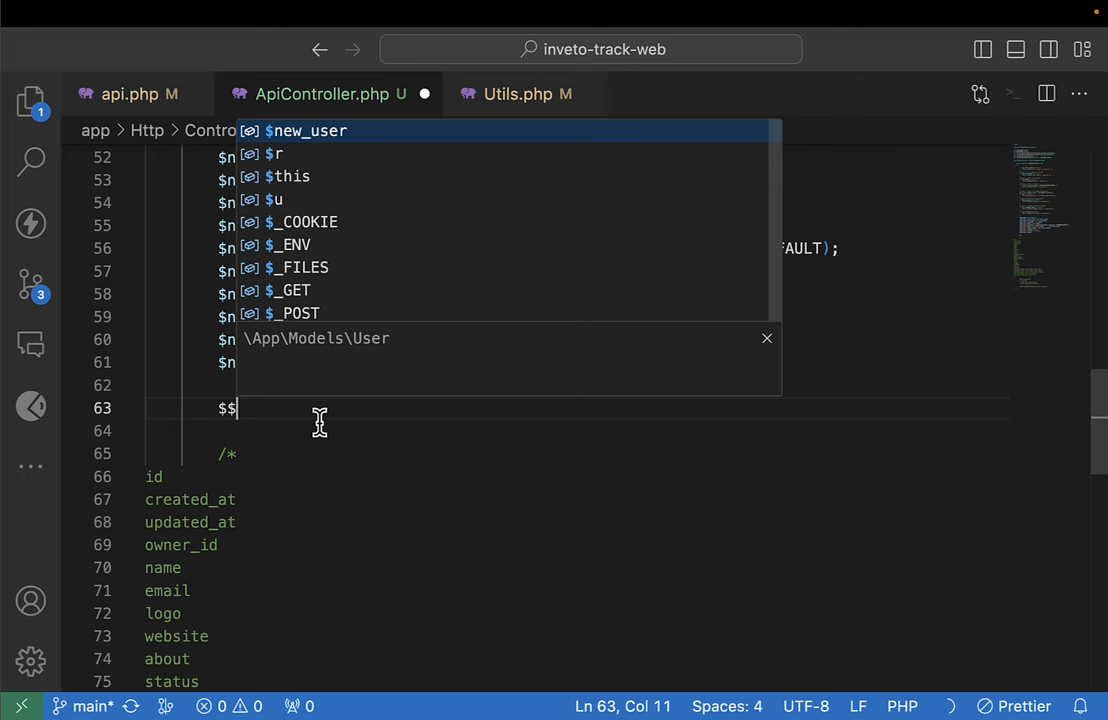 inveto-track-web
api.php M
ApiController.php U
Utils.php M
app > Http > Contro
$new_user
$r
$this
$u
$_COOKIE
$_ENV
$_FILES
$_GET
$_POST
\App\Models\User
52 $n
53 $n
54 $n
55 $n
56 $n FAULT);
57 $n
58 $n
59 $n
60 $n
61 $n
62
63 $$
64
65 /*
66 id
67 created_at
68 updated_at
69 owner_id
70 name
71 email
72 logo
73 website
74 about
75 status
1
3
main* 0 0 0 Ln 63, Col 11 Spaces: 4 UTF-8 LF PHP Prettier